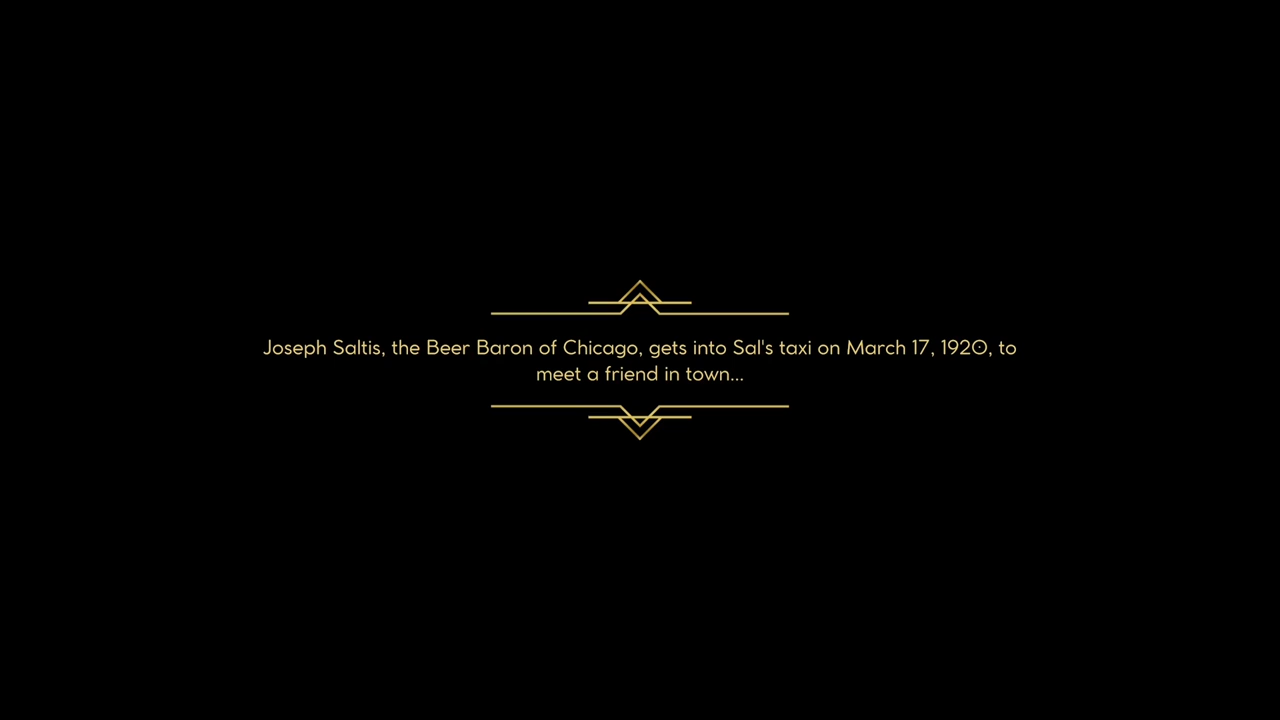 Joseph Saltis, the Beer Baron of Chicago, gets into Sal's taxi on March 17, 1920, to
meet a friend in town...